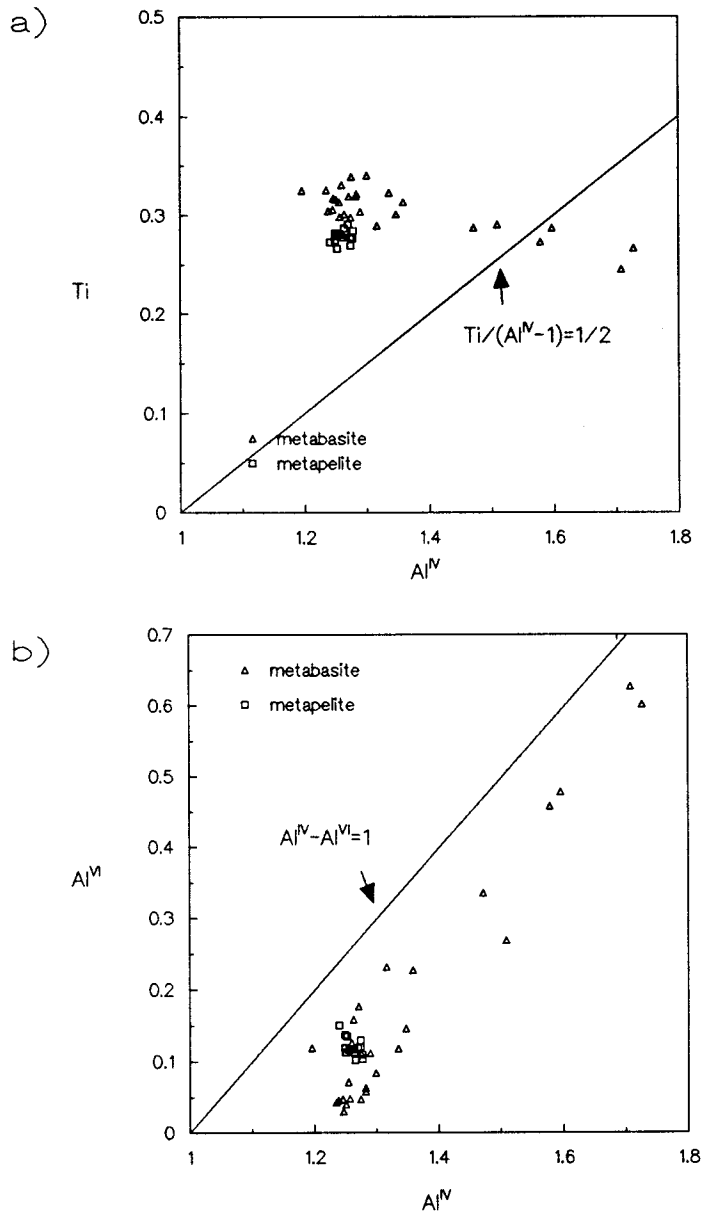 a)
0.5
0.4
0.3
Ti
0.2
Ti/(Al^IV-1)=1/2
0.1
metabasite
metapelite
0
1 1.2 1.4 1.6 1.8
Al^IV
b)
0.7
metabasite
metapelite
0.6
0.5
Al^IV-Al^VI=1
0.4
Al^VI
0.3
0.2
0.1
0
1 1.2 1.4 1.6 1.8
Al^IV